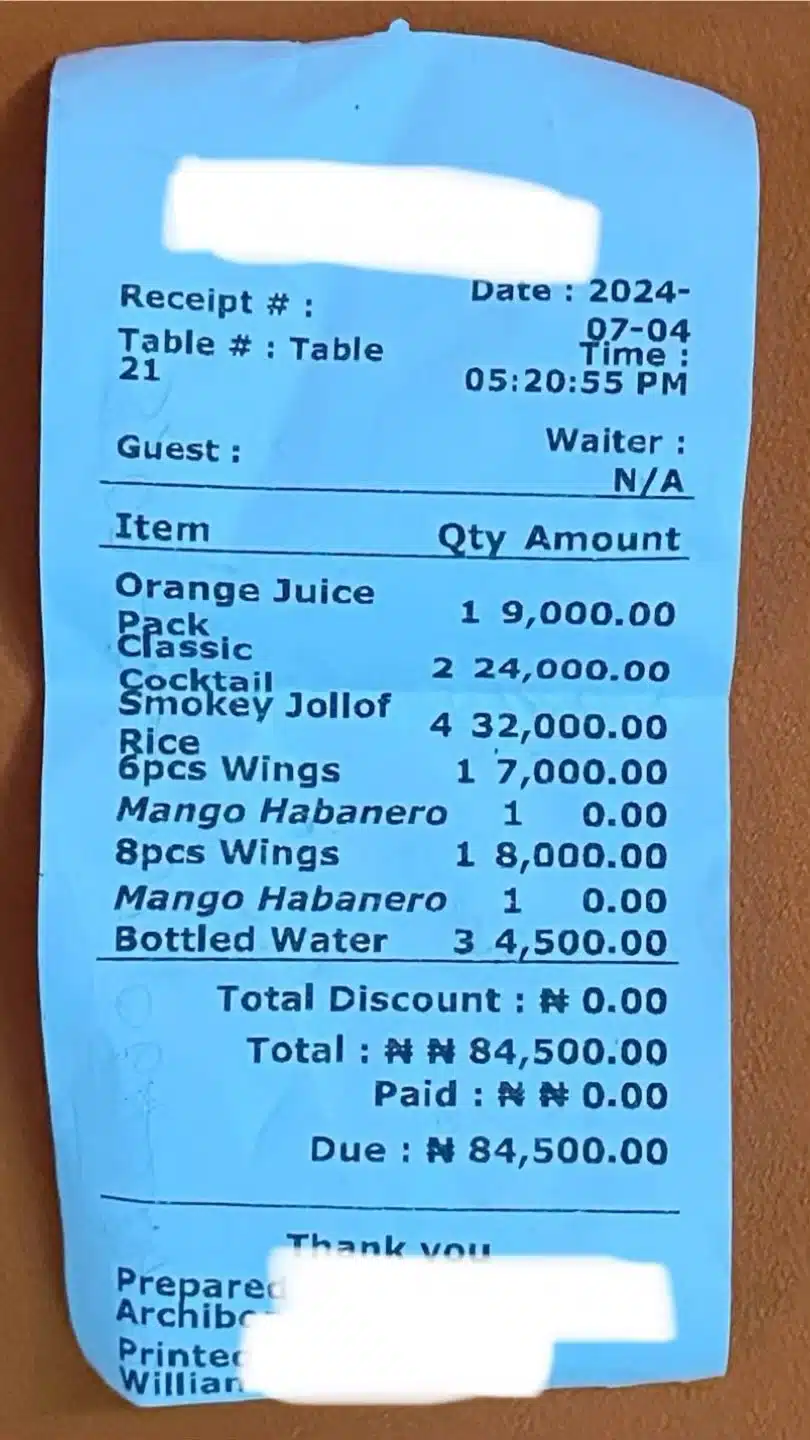 Receipt # :
Date : 2024-
07-04
Table # : Table
21
Time :
05:20:55 PM
Guest :
Waiter :
N/A
Item Qty Amount
Orange Juice
Pack 1 9,000.00
Classic
Cocktail 2 24,000.00
Smokey Jollof
Rice 4 32,000.00
6pcs Wings 1 7,000.00
Mango Habanero 1 0.00
8pcs Wings 1 8,000.00
Mango Habanero 1 0.00
Bottled Water 3 4,500.00
Total Discount : ₦ 0.00
Total : ₦ ₦ 84,500.00
Paid : ₦ ₦ 0.00
Due : ₦ 84,500.00
Thank you
Prepared